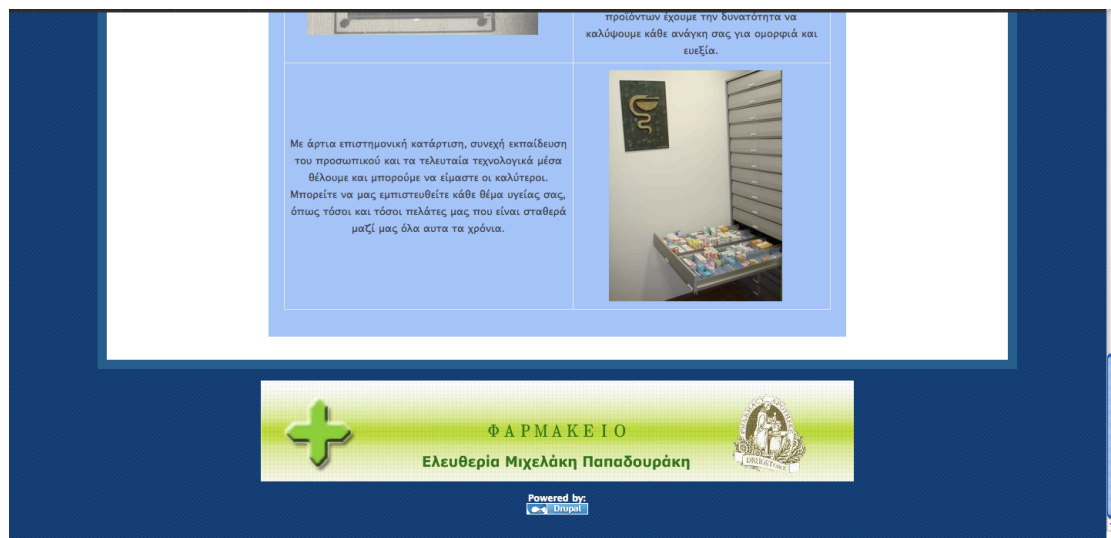 προϊόντων έχουμε την δυνατότητα να
καλύψουμε κάθε ανάγκη σας για ομορφιά και
ευεξία.
Με άρτια επιστημονική κατάρτιση, συνεχή εκπαίδευση
του προσωπικού και τα τελευταία τεχνολογικά μέσα
θέλουμε και μπορούμε να είμαστε οι καλύτεροι.
Μπορείτε να μας εμπιστευθείτε κάθε θέμα υγείας σας,
όπως τόσοι και τόσοι πελάτες μας που είναι σταθερά
μαζί μας όλα αυτα τα χρόνια.
ΦΑΡΜΑΚΕΙΟ
Ελευθερία Μιχελάκη Παπαδουράκη
DRUGSTORE
Powered by:
Drupal